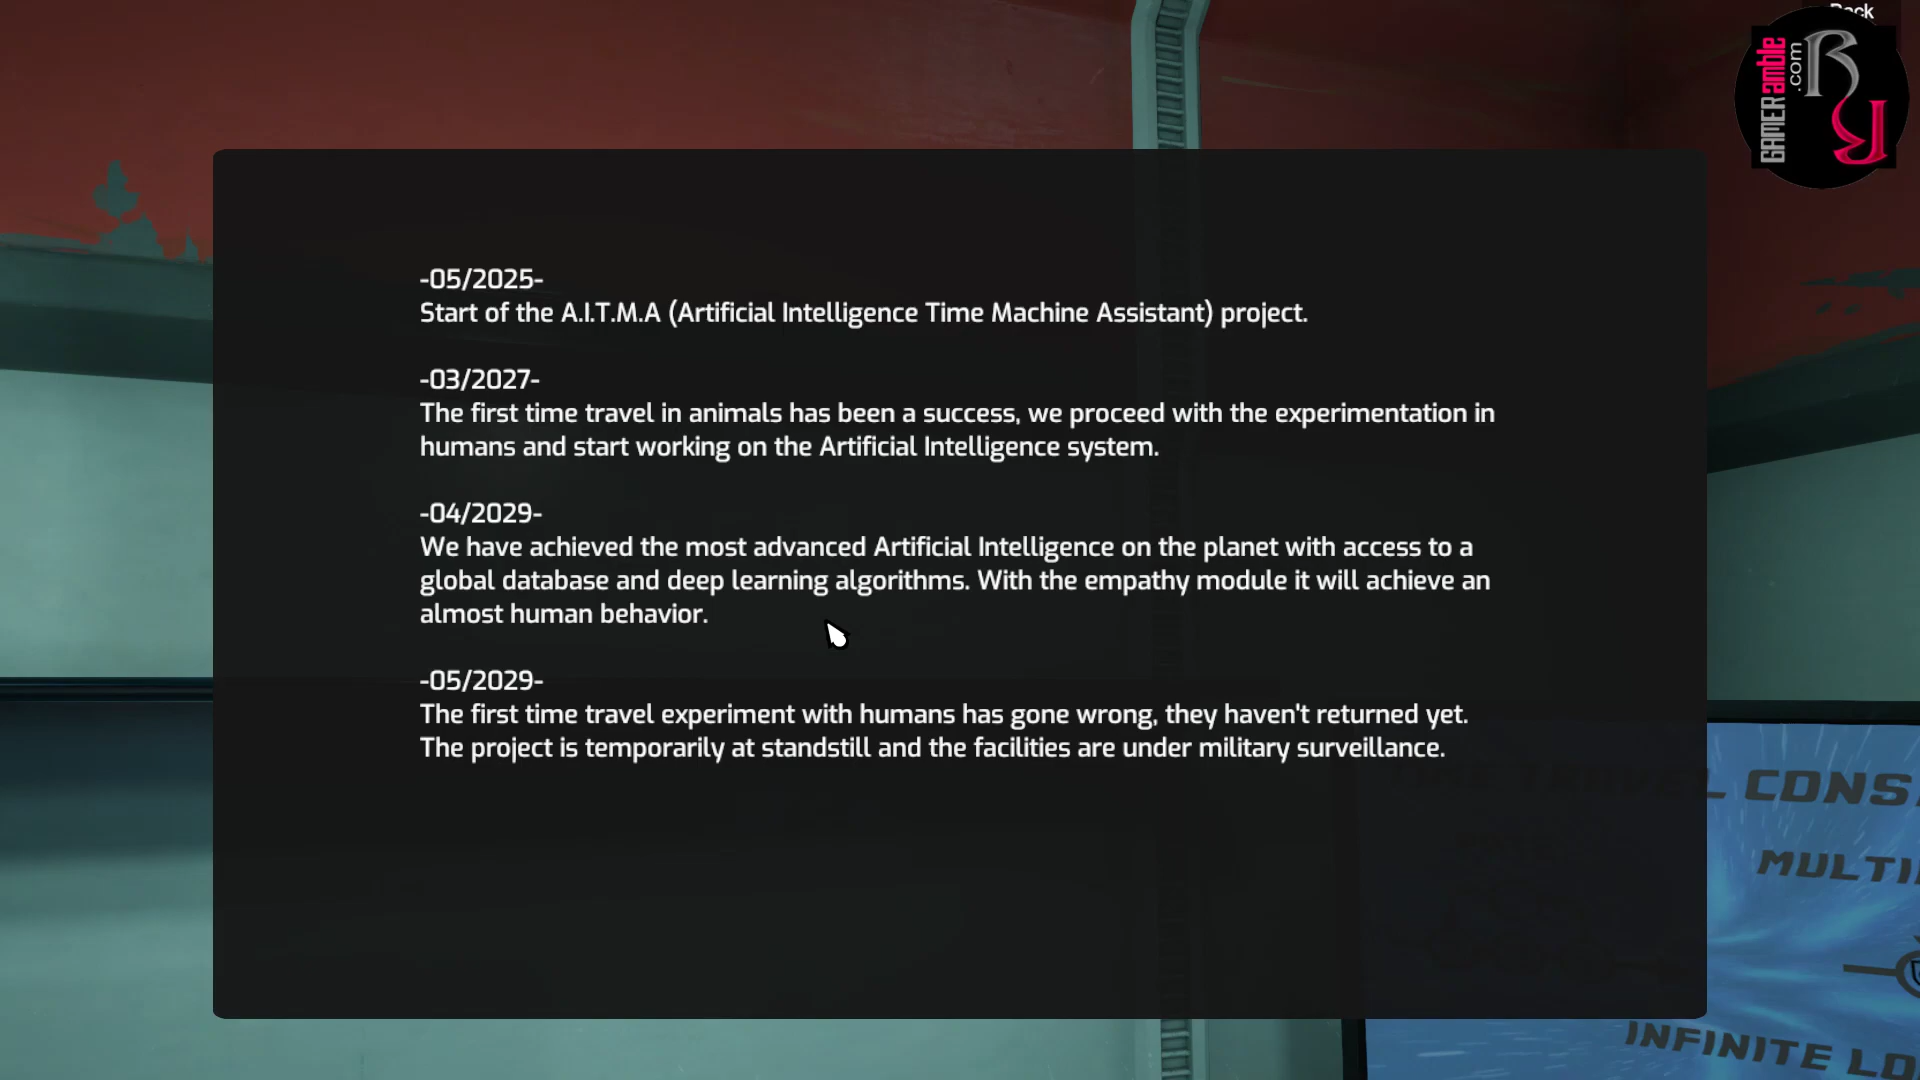 Back
GAMERamble
.com
-05/2025-
Start of the A.I.T.M.A (Artificial Intelligence Time Machine Assistant) project.
-03/2027-
The first time travel in animals has been a success, we proceed with the experimentation in
humans and start working on the Artificial Intelligence system.
-04/2029-
We have achieved the most advanced Artificial Intelligence on the planet with access to a
global database and deep learning algorithms. With the empathy module it will achieve an
almost human behavior.
-05/2029-
The first time travel experiment with humans has gone wrong, they haven't returned yet.
The project is temporarily at standstill and the facilities are under military surveillance.
TRAVEL CONS
MULTI
INFINITE LO